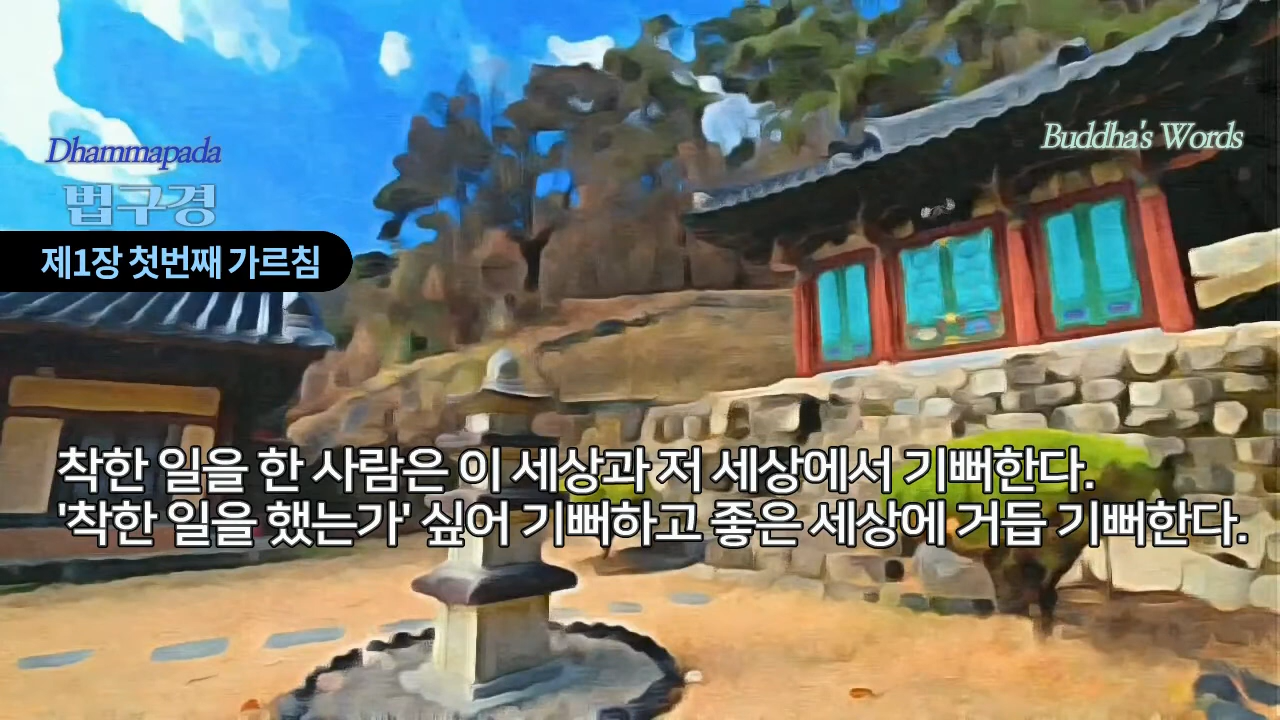 Dhammapada
Buddha's Words
법구경
제1장 첫번째 가르침
착한 일을 한 사람은 이 세상과 저 세상에서 기뻐한다.
'착한 일을 했는가' 싶어 기뻐하고 좋은 세상에 거듭 기뻐한다.